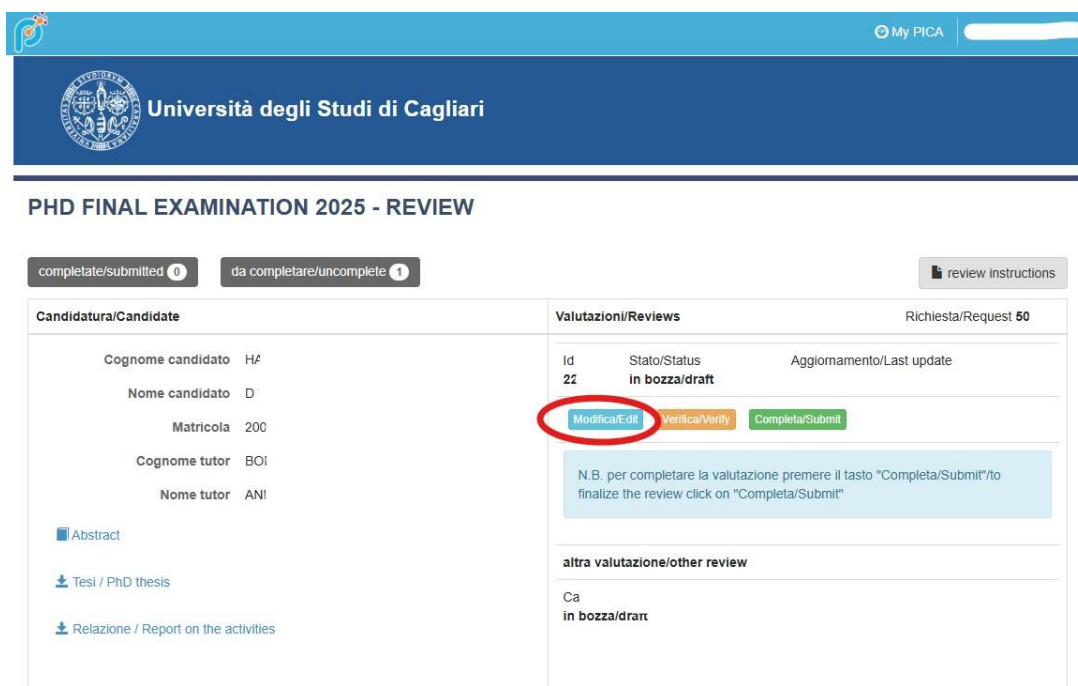 My PICA
Università degli Studi di Cagliari
PHD FINAL EXAMINATION 2025 - REVIEW
completate/submitted 0
da completare/uncomplete 1
review instructions
Candidatura/Candidate
Cognome candidato HA
Nome candidato D
Matricola 200
Cognome tutor BOI
Nome tutor ANI
Abstract
Tesi / PhD thesis
Relazione / Report on the activities
Valutazioni/Reviews Richiesta/Request 50
Id Stato/Status Aggiornamento/Last update
22 in bozza/draft
Modifica/Edit Verifica/Verify Completa/Submit
N.B. per completare la valutazione premere il tasto "Completa/Submit"/to
finalize the review click on "Completa/Submit"
altra valutazione/other review
Ca
in bozza/draft